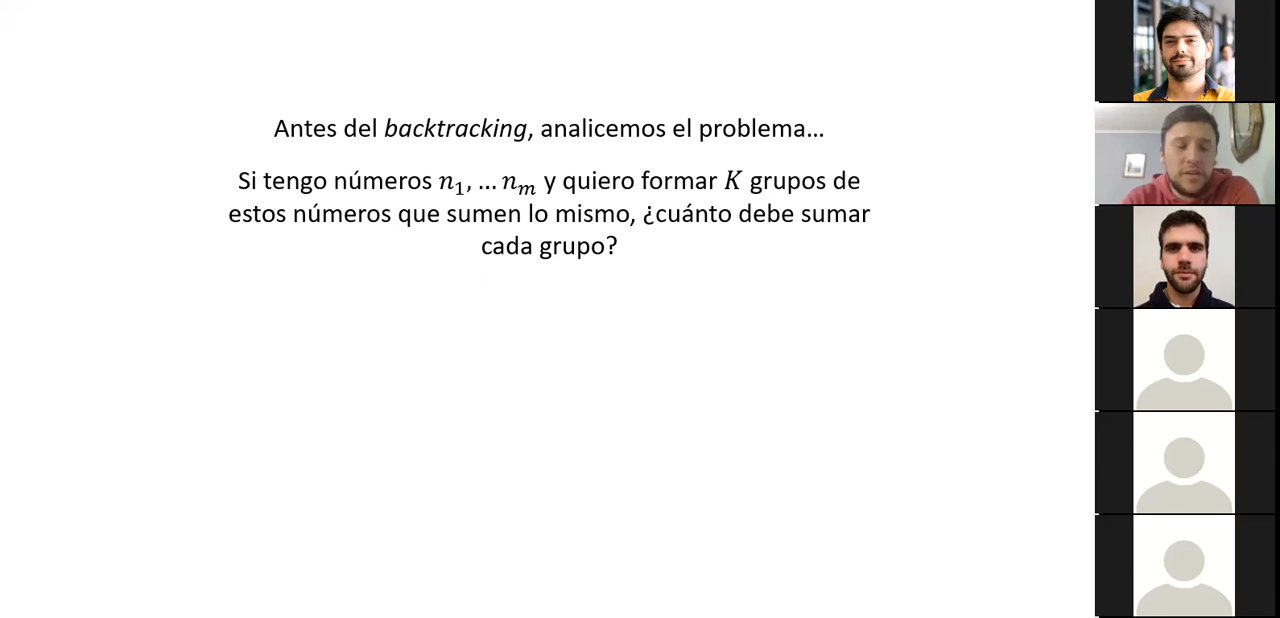 Antes del backtracking, analicemos el problema…
Si tengo números n₁, … nₘ y quiero formar K grupos de
estos números que sumen lo mismo, ¿cuánto debe sumar
cada grupo?